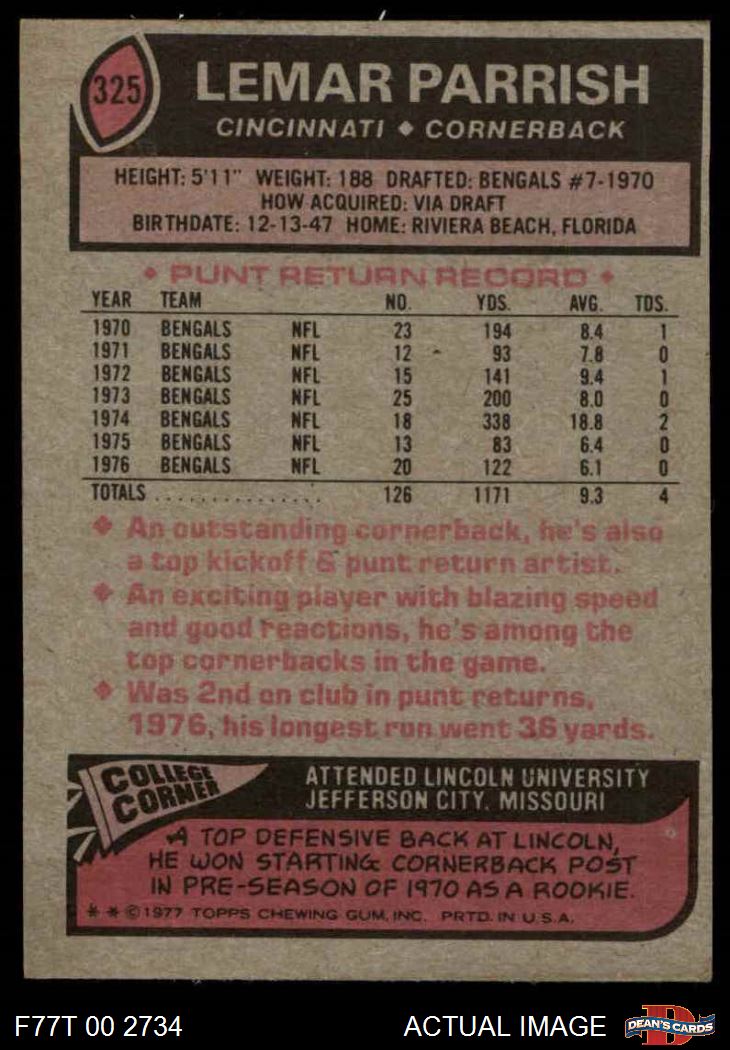 325
LEMAR PARRISH
CINCINNATI ◆ CORNERBACK
HEIGHT: 5'11" WEIGHT: 188 DRAFTED: BENGALS #7-1970
HOW ACQUIRED: VIA DRAFT
BIRTHDATE: 12-13-47 HOME: RIVIERA BEACH, FLORIDA
◆ PUNT RETURN RECORD ◆
YEAR TEAM NO. YDS. AVG. TDS.
1970 BENGALS NFL 23 194 8.4 1
1971 BENGALS NFL 12 93 7.8 0
1972 BENGALS NFL 15 141 9.4 1
1973 BENGALS NFL 25 200 8.0 0
1974 BENGALS NFL 18 338 18.8 2
1975 BENGALS NFL 13 83 6.4 0
1976 BENGALS NFL 20 122 6.1 0
TOTALS ............... 126 1171 9.3 4
◆ An outstanding cornerback, he's also
a top kickoff & punt return artist.
◆ An exciting player with blazing speed
and good reactions, he's among the
top cornerbacks in the game.
◆ Was 2nd on club in punt returns,
1976, his longest run went 36 yards.
COLLEGE
CORNER
ATTENDED LINCOLN UNIVERSITY
JEFFERSON CITY, MISSOURI
A TOP DEFENSIVE BACK AT LINCOLN,
HE WON STARTING CORNERBACK POST
IN PRE-SEASON OF 1970 AS A ROOKIE.
* * © 1977 TOPPS CHEWING GUM, INC. PRTD. IN U.S.A.
F77T 00 2734 ACTUAL IMAGE
D
DEAN'S CARDS